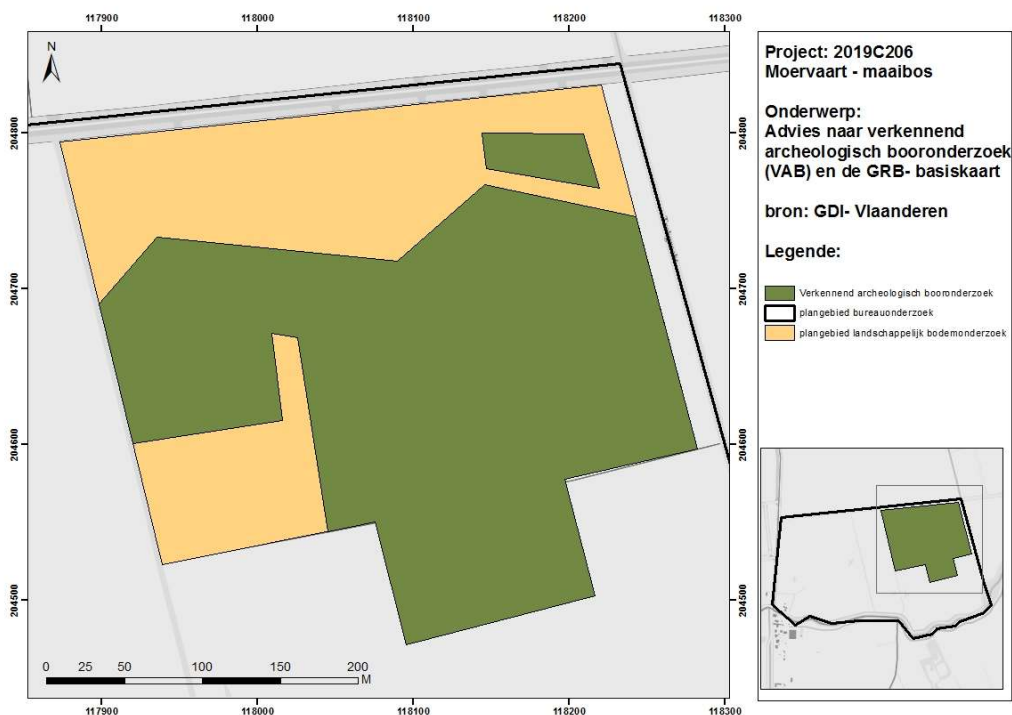 117900 118000 118100 118200 118300
N
204800
204700
204600
204500
204800
204700
204600
204500
0 25 50 100 150 200
M
117900 118000 118100 118200 118300
Project: 2019C206
Moervaart - maaibos
Onderwerp:
Advies naar verkennend
archeologisch booronderzoek
(VAB) en de GRB- basiskaart
bron: GDI- Vlaanderen
Legende:
Verkennend archeologisch booronderzoek
plangebied bureauonderzoek
plangebied landschappelijk bodemonderzoek